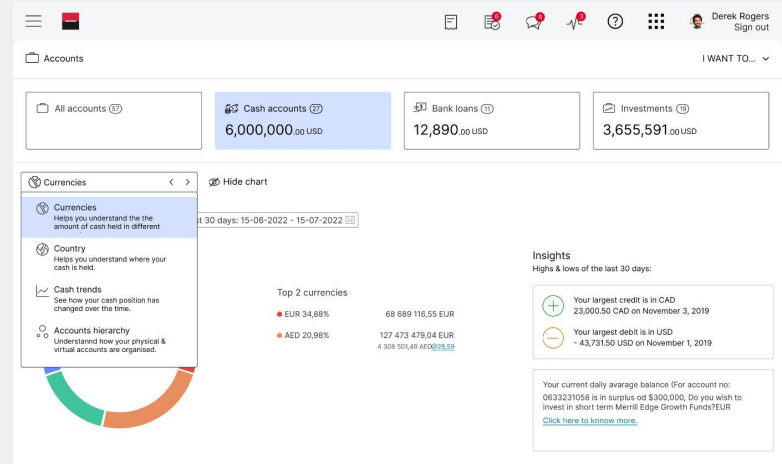 6
8
3
Derek Rogers
Sign out
Accounts
I WANT TO...
All accounts (57)
Cash accounts (27)
6,000,000.00 USD
Bank loans (11)
12,890.00 USD
Investments (19)
3,655,591.00 USD
Currencies
Hide chart
Currencies
Helps you understand the the
amount of cash held in different
Country
Helps you understand where your
cash is held.
Cash trends
See how your cash position has
changed over the time.
Accounts hierarchy
Understannd how your physical &
virtual accounts are organised.
st 30 days: 15-06-2022 - 15-07-2022
Top 2 currencies
EUR 34,88% 68 689 116,55 EUR
AED 20,98% 127 473 479,04 EUR
4 308 501,48 AED@29,59
Insights
Highs & lows of the last 30 days:
Your largest credit is in CAD
23,000.50 CAD on November 3, 2019
Your largest debit is in USD
- 43,731.50 USD on November 1, 2019
Your current daily avarage balance (For account no:
0633231058 is in surplus od $300,000, Do you wish to
invest in short term Merrill Edge Growth Funds?EUR
Click here to knnow more.